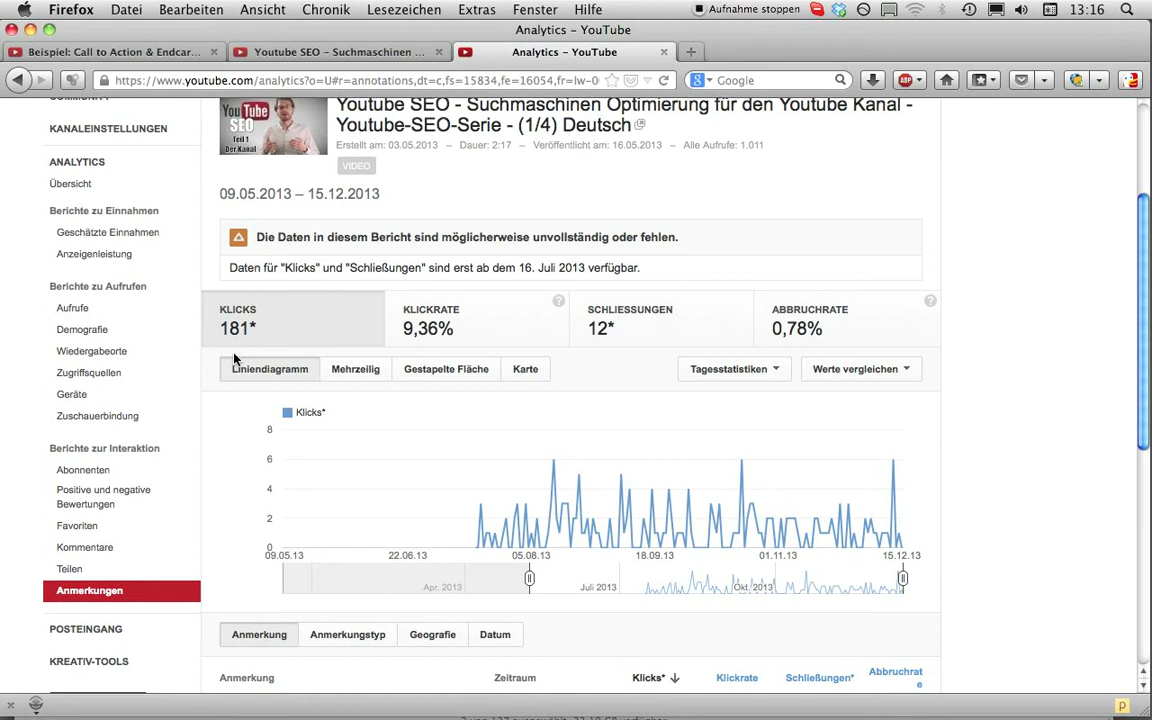 Firefox Datei Bearbeiten Ansicht Chronik Lesezeichen Extras Fenster Hilfe Aufnahme stoppen 13:16
Analytics – YouTube
Beispiel: Call to Action & Endcar... Youtube SEO – Suchmaschinen ... Analytics – YouTube
https://www.youtube.com/analytics?o=U#r=annotations,dt=c,fs=15834,fe=16054,fr=lw-0 Google
YouTube
SEO
Teil 1
Der Kanal
Youtube SEO - Suchmaschinen Optimierung für den Youtube Kanal -
Youtube-SEO-Serie - (1/4) Deutsch
Erstellt am: 03.05.2013 – Dauer: 2:17 – Veröffentlicht am: 16.05.2013 – Alle Aufrufe: 1.011
VIDEO
09.05.2013 – 15.12.2013
KANALEINSTELLUNGEN
ANALYTICS
Übersicht
Berichte zu Einnahmen
Geschätzte Einnahmen
Anzeigenleistung
Berichte zu Aufrufen
Aufrufe
Demografie
Wiedergabeorte
Zugriffsquellen
Geräte
Zuschauerbindung
Berichte zur Interaktion
Abonnenten
Positive und negative
Bewertungen
Favoriten
Kommentare
Teilen
Anmerkungen
POSTEINGANG
KREATIV-TOOLS
Die Daten in diesem Bericht sind möglicherweise unvollständig oder fehlen.
Daten für "Klicks" und "Schließungen" sind erst ab dem 16. Juli 2013 verfügbar.
KLICKS KLICKRATE ? SCHLIESSUNGEN ABBRUCHRATE ?
181* 9,36% 12* 0,78%
Liniendiagramm Mehrzeilig Gestapelte Fläche Karte Tagesstatistiken Werte vergleichen
Klicks*
8
6
4
2
0
09.05.13 22.06.13 05.08.13 18.09.13 01.11.13 15.12.13
Apr. 2013 Juli 2013 Okt. 2013
Anmerkung Anmerkungstyp Geografie Datum
Anmerkung Zeitraum Klicks* Klickrate Schließungen* Abbruchrat
e